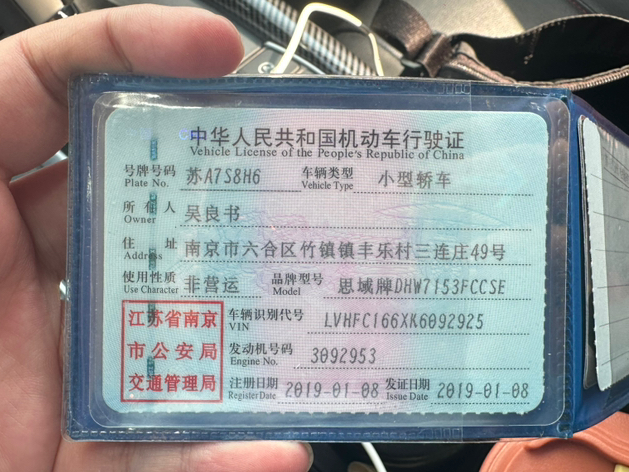 中华人民共和国机动车行驶证
Vehicle License of the People's Republic of China
号牌号码 苏A7S8H6 车辆类型 小型轿车
Plate No. Vehicle Type
所有人 吴良书
Owner
住址 南京市六合区竹镇镇丰乐村三连庄49号
Address
使用性质 非营运 品牌型号 思域牌DHW7153FCCSE
Use Character Model
江苏省南京
市公安局
交通管理局
车辆识别代号 LVHFC166XK6092925
VIN
发动机号码 3092953
Engine No.
注册日期 2019-01-08 发证日期 2019-01-08
Register Date Issue Date